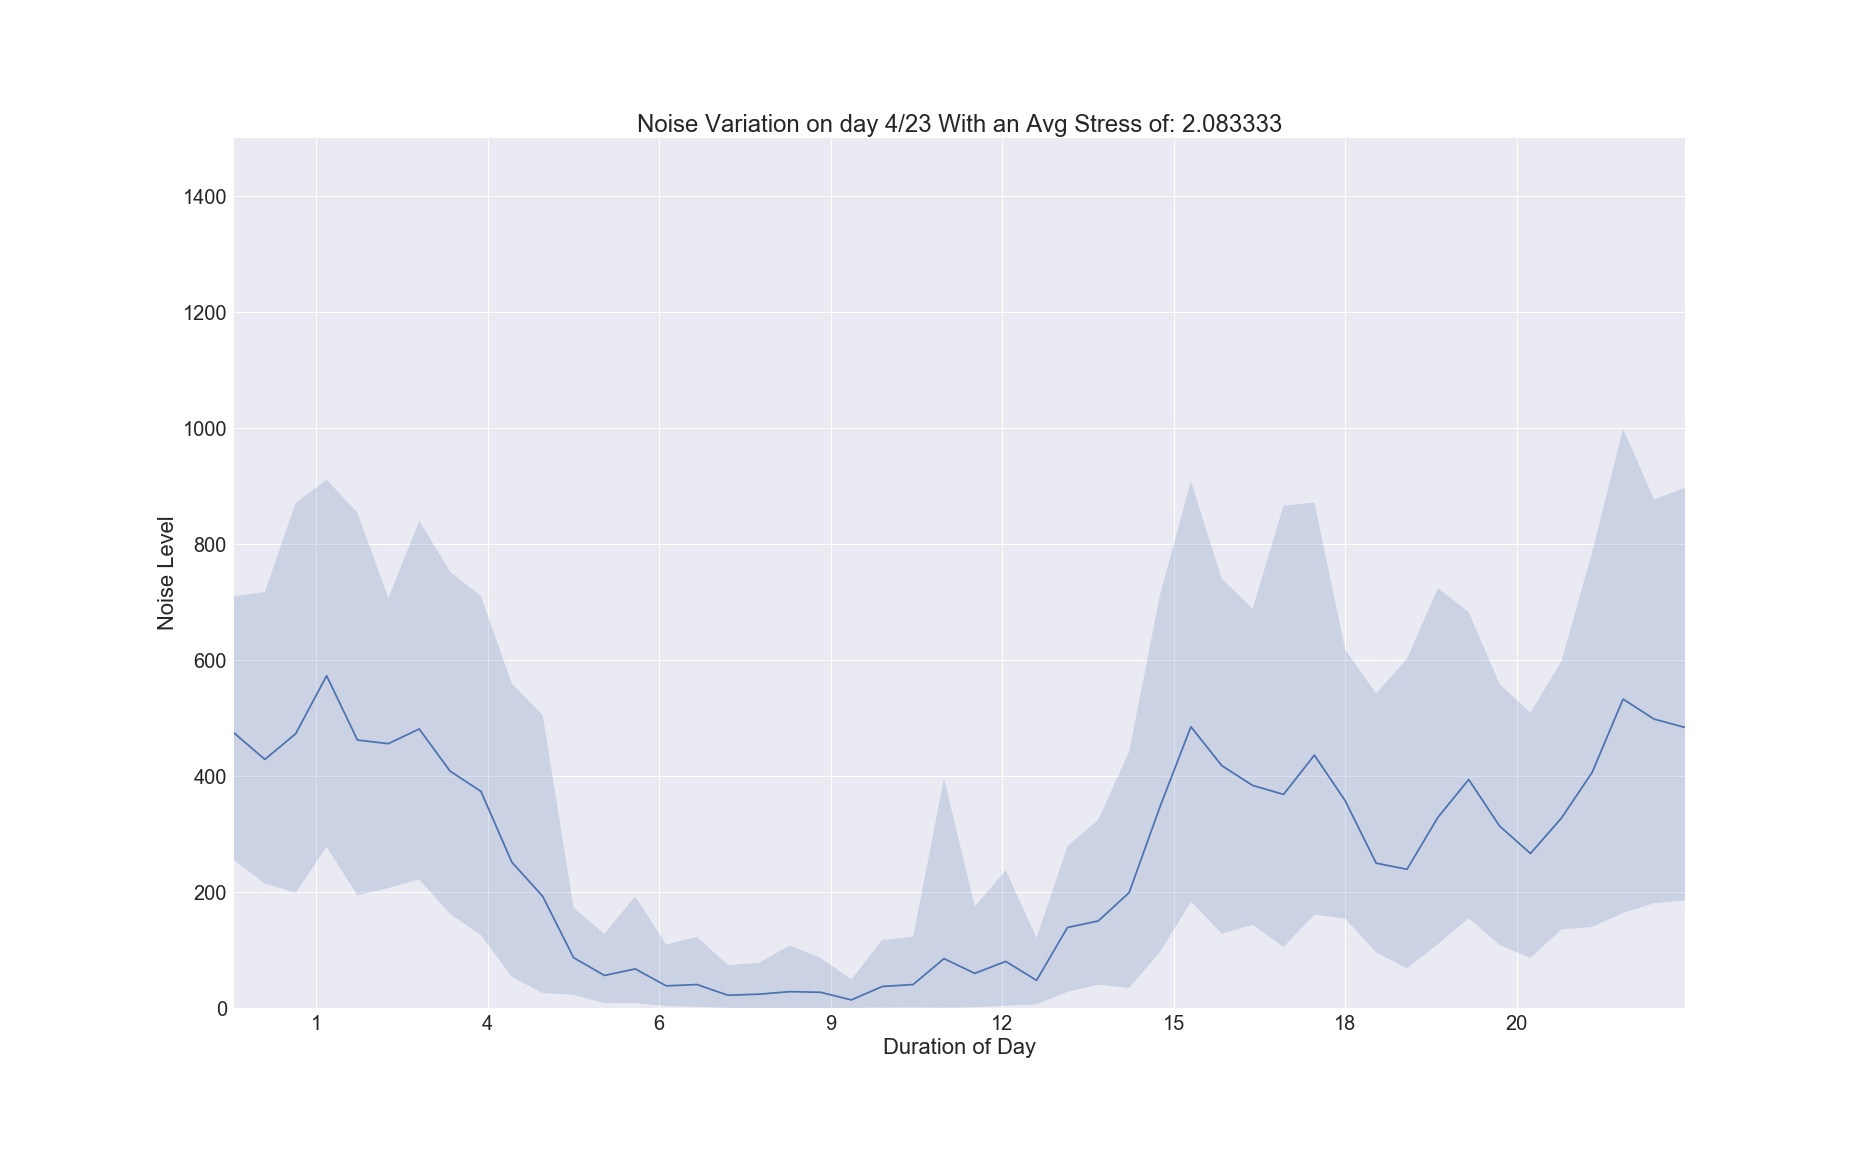 Noise Variation on day 4/23 With an Avg Stress of: 2.083333
1400
1200
1000
800
600
400
200
0
Noise Level
1 4 6 9 12 15 18 20
Duration of Day